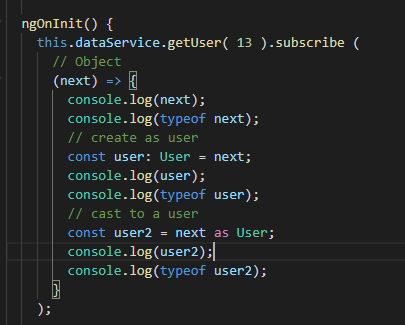 ngOnInit() {
this.dataService.getUser( 13 ).subscribe (
// Object
(next) => {
console.log(next);
console.log(typeof next);
// create as user
const user: User = next;
console.log(user);
console.log(typeof user);
// cast to a user
const user2 = next as User;
console.log(user2);
console.log(typeof user2);
}
);